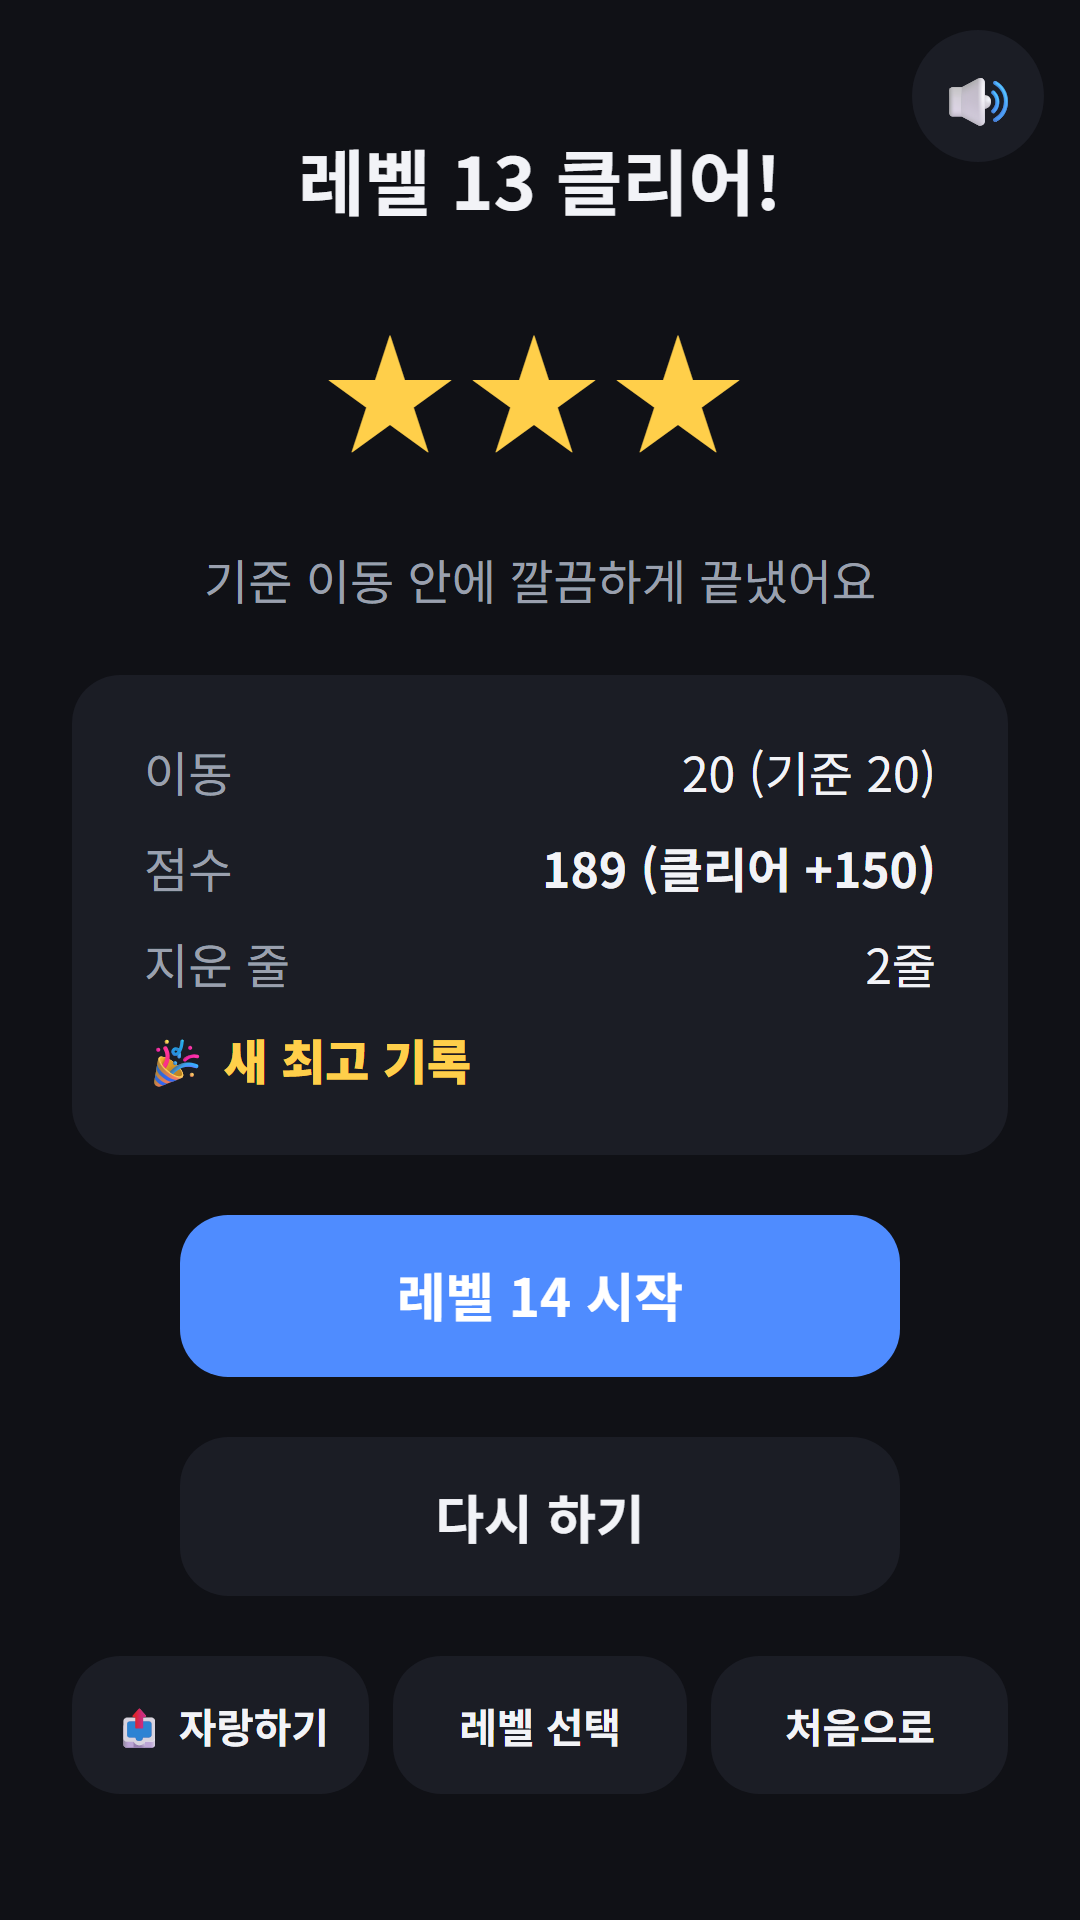 레벨 13 클리어!
★★★
기준 이동 안에 깔끔하게 끝냈어요
이동 20 (기준 20)
점수 189 (클리어 +150)
지운 줄 2줄
🎉 새 최고 기록
레벨 14 시작
다시 하기
📤 자랑하기 레벨 선택 처음으로